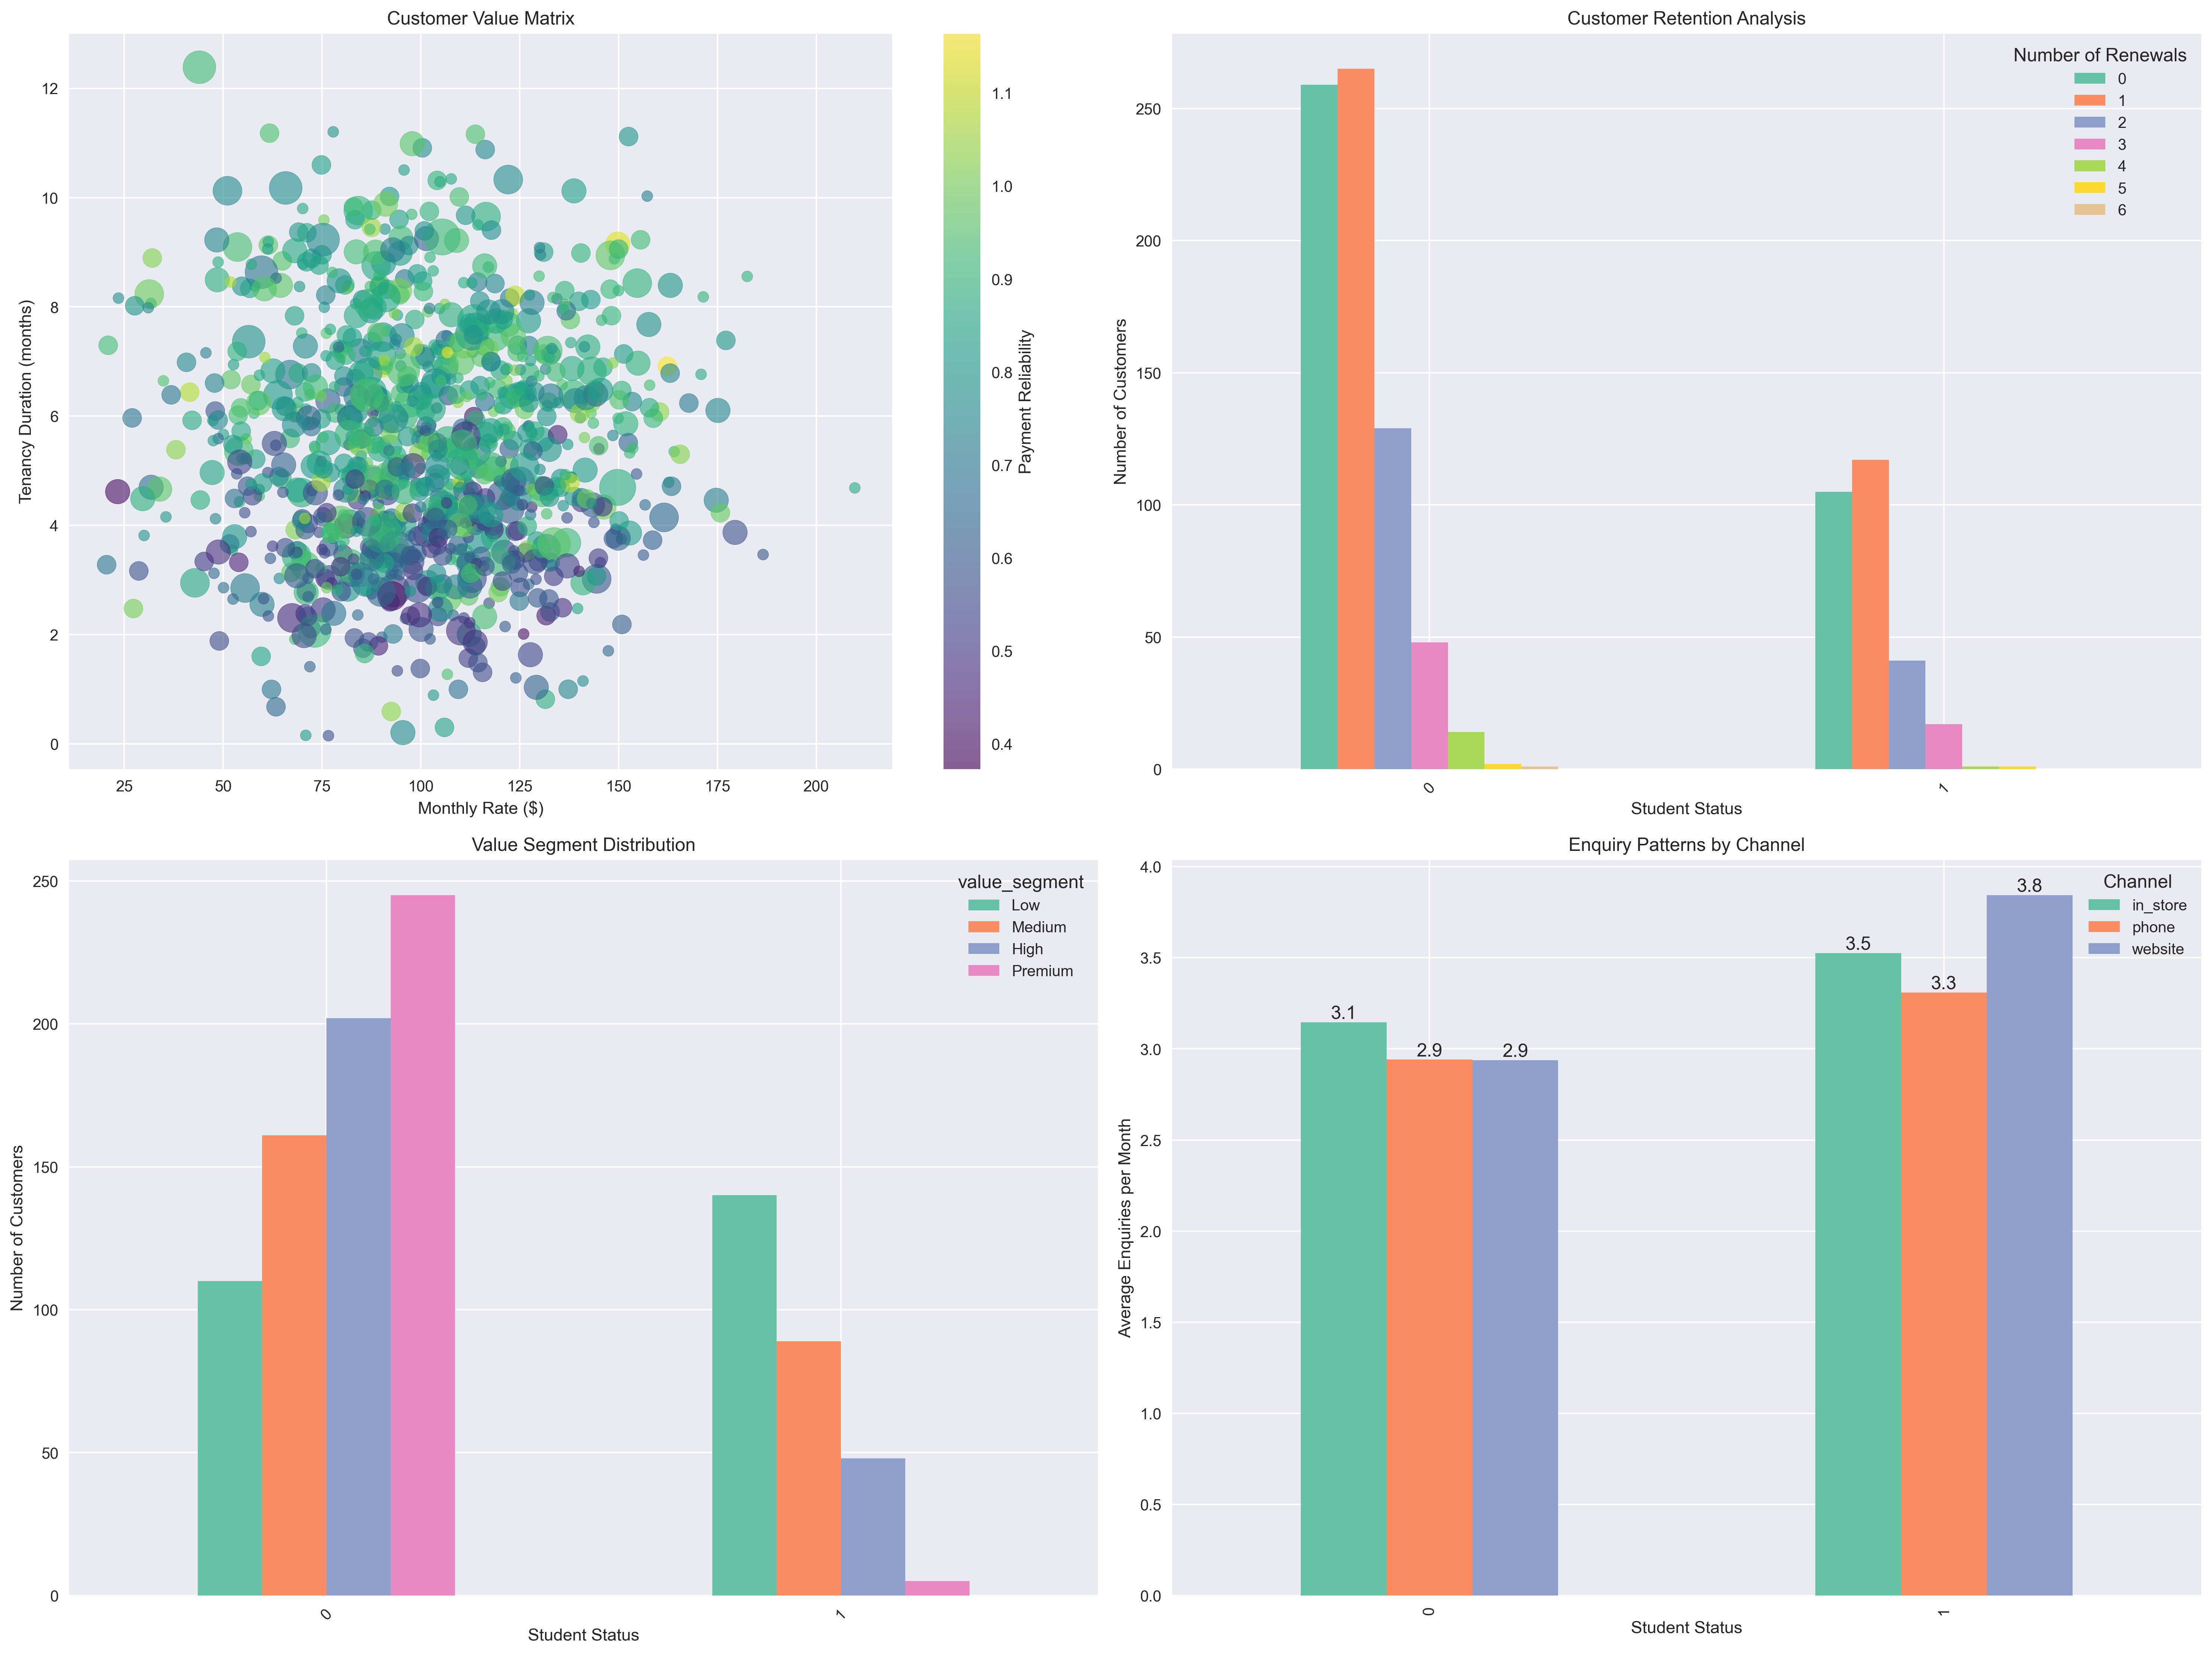 Customer Value Matrix
12
10
8
6
4
2
0
Tenancy Duration (months)
25 50 75 100 125 150 175 200
Monthly Rate ($)
1.1
1.0
0.9
0.8
0.7
0.6
0.5
0.4
Payment Reliability
Customer Retention Analysis
250
200
150
100
50
0
Number of Customers
0 1
Student Status
Number of Renewals
0
1
2
3
4
5
6
Value Segment Distribution
250
200
150
100
50
0
Number of Customers
0 1
Student Status
value_segment
Low
Medium
High
Premium
Enquiry Patterns by Channel
4.0
3.5
3.0
2.5
2.0
1.5
1.0
0.5
0.0
Average Enquiries per Month
3.1 2.9 2.9 3.5 3.3 3.8
0 1
Student Status
Channel
in_store
phone
website